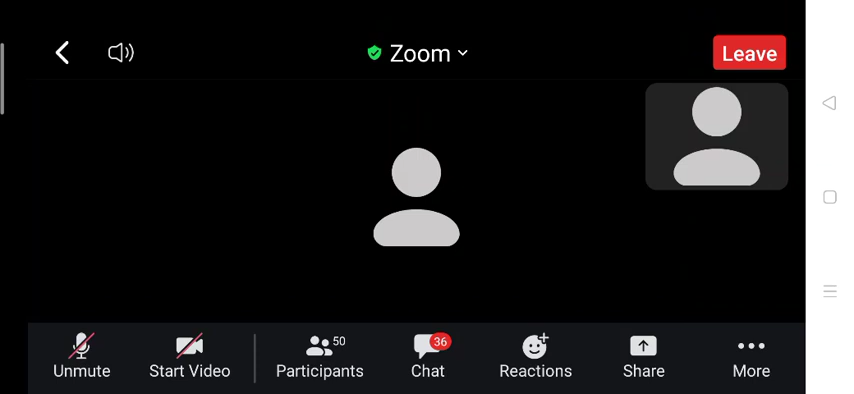 Zoom
Leave
50
36
Unmute
Start Video
Participants
Chat
Reactions
Share
More